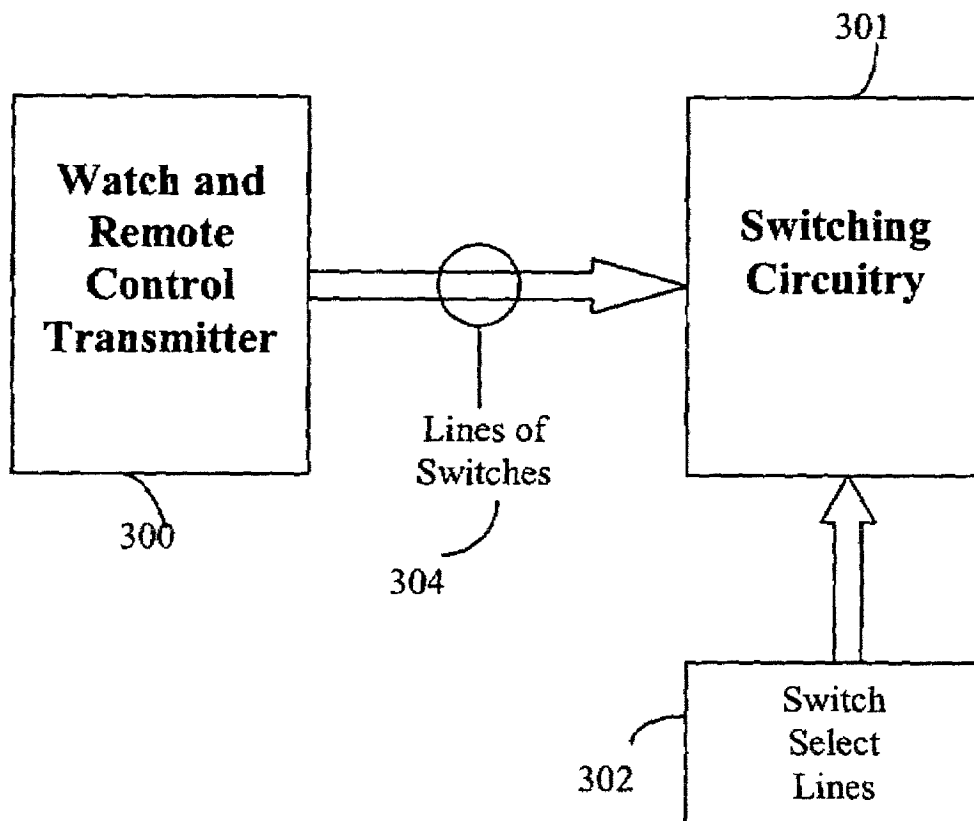 301
Watch and
Remote
Control
Transmitter
Switching
Circuitry
Lines of
Switches
300
304
Switch
Select
Lines
302